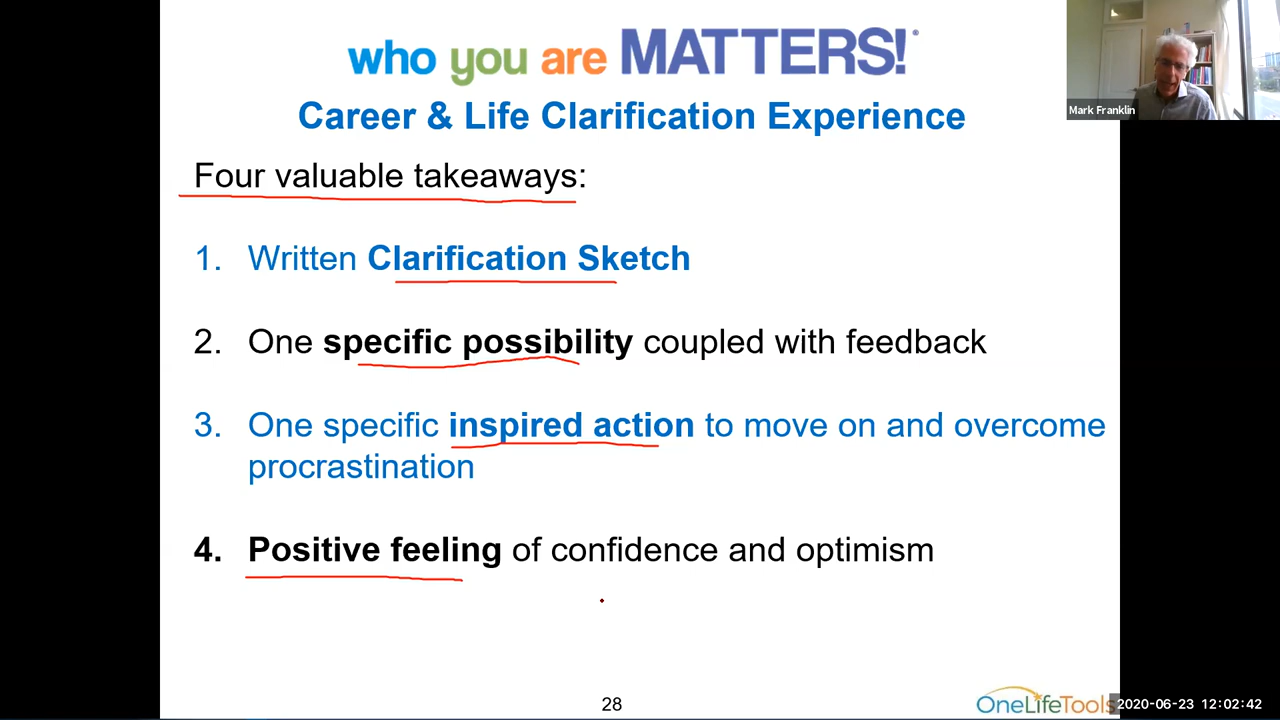 who you are MATTERS!®
Mark Franklin
Career & Life Clarification Experience
Four valuable takeaways:
1. Written Clarification Sketch
2. One specific possibility coupled with feedback
3. One specific inspired action to move on and overcome
procrastination
4. Positive feeling of confidence and optimism
28
OneLifeTools
2020-06-23 12:02:42